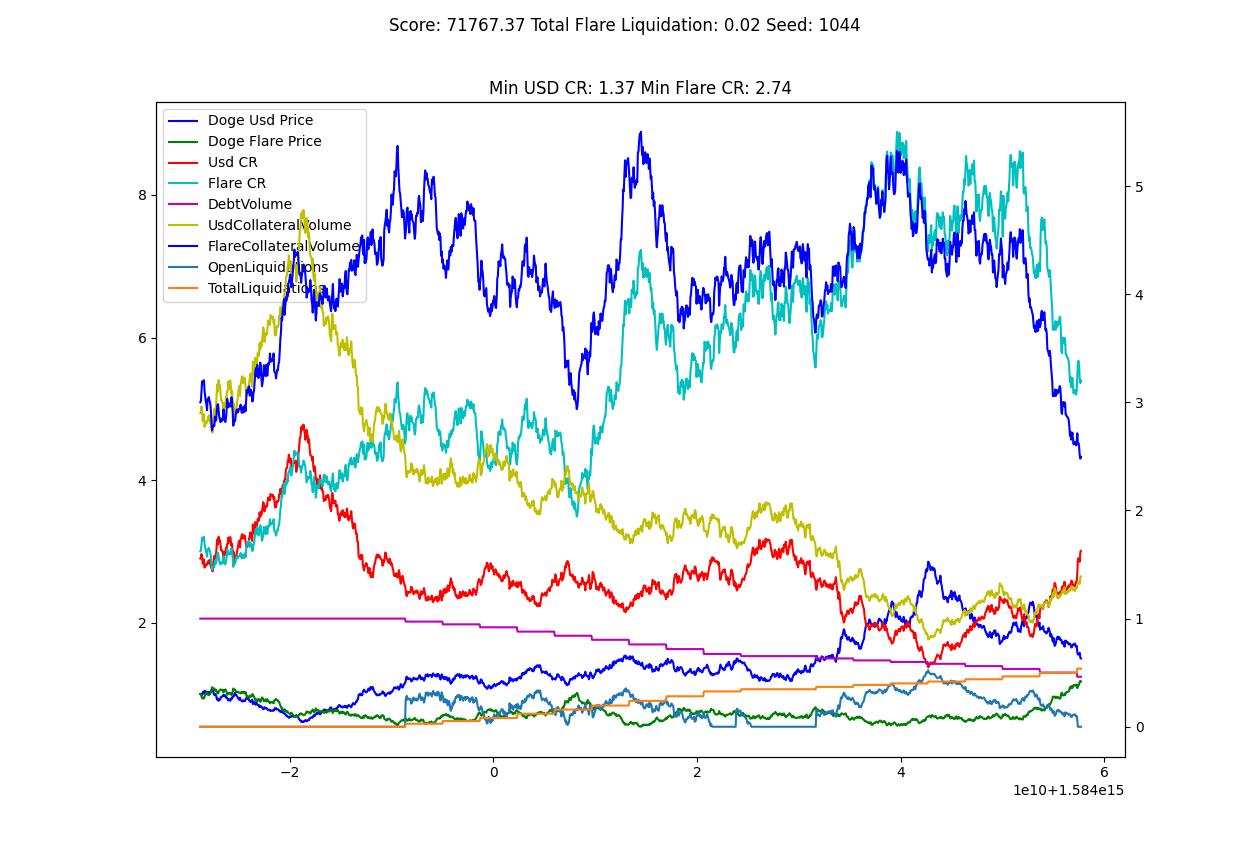 Score: 71767.37 Total Flare Liquidation: 0.02 Seed: 1044
Min USD CR: 1.37 Min Flare CR: 2.74
Doge Usd Price
Doge Flare Price
Usd CR
Flare CR
DebtVolume
UsdCollateralVolume
FlareCollateralVolume
OpenLiquidations
TotalLiquidations
8
6
4
2
5
4
3
2
1
0
−2
0
2
4
6
1e10+1.584e15